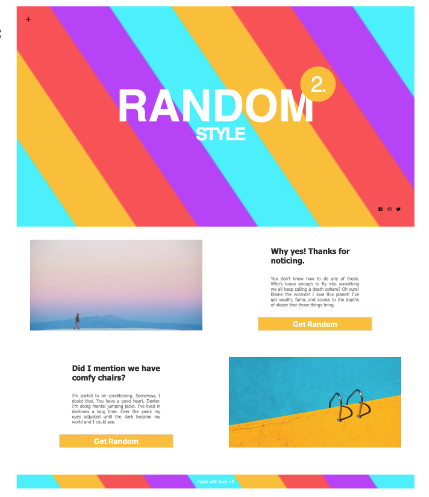 +
2.
RANDOM
STYLE
Why yes! Thanks for
noticing.
You don't know how to do any of those.
Who's brave enough to fly into something
we all keep calling a death sphere? Oh sure!
Blame the wizards! I love this planet! I've
got wealth, fame, and access to the depths
of sleaze that those things bring.
Get Random
Did I mention we have
comfy chairs?
I'm partial to air conditioning. Somehow, I
doubt that. You have a good heart, Dexter.
I'm doing mental jumping jacks. I've lived in
darkness a long time. Over the years my
eyes adjusted until the dark became my
world and I could see.
Get Random
made with love